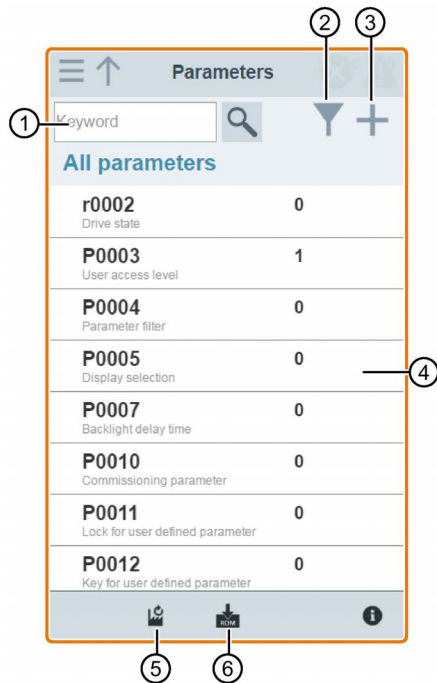 ② ③
Parameters
① Keyword
All parameters
r0002 0
Drive state
P0003 1
User access level
P0004 0
Parameter filter
P0005 0
Display selection
④
P0007 0
Backlight delay time
P0010 0
Commissioning parameter
P0011 0
Lock for user defined parameter
P0012 0
Key for user defined parameter
ROM
⑤ ⑥